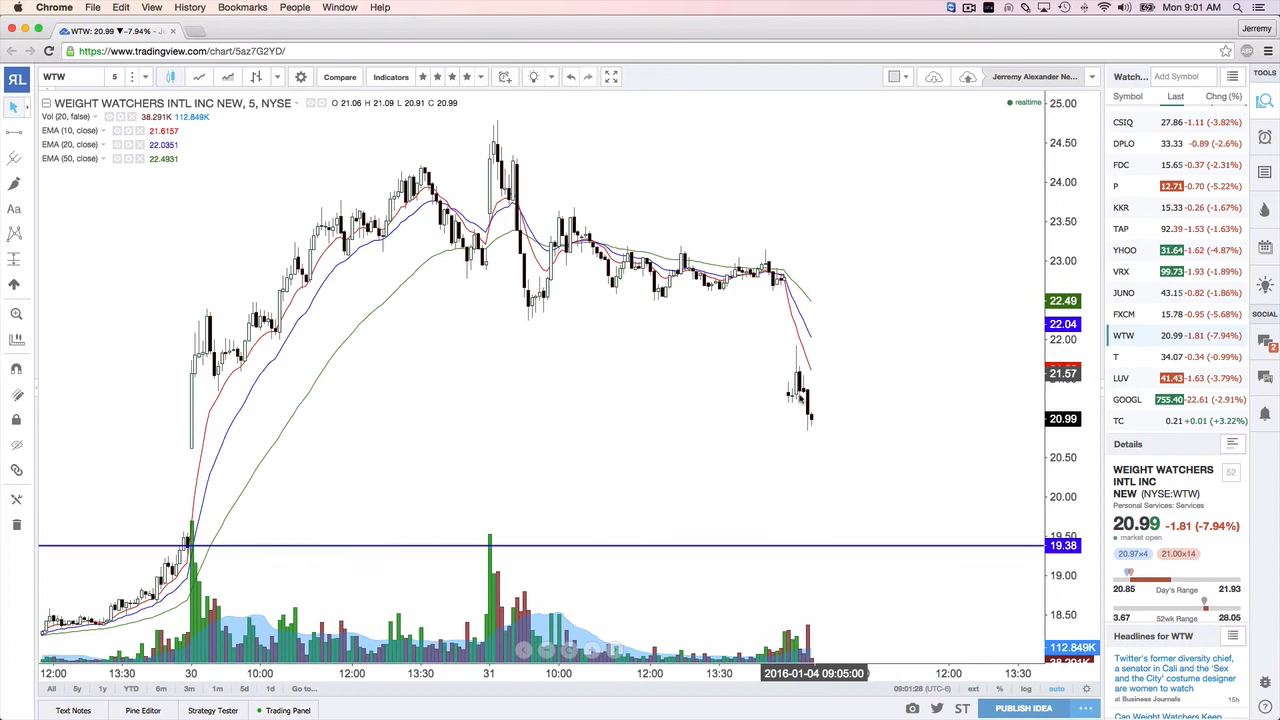 Chrome File Edit View History Bookmarks People Window Help Mon 9:01 AM
WTW: 20.99 ▼−7.94% - Je Jeremy
https://www.tradingview.com/chart/5az7G2YD/
WTW 5 Compare Indicators Jerremy Alexander Ne... Watch... Add Symbol TOOLS
Symbol Last Chng (%)
WEIGHT WATCHERS INTL INC NEW, 5, NYSE O 21.06 H 21.09 L 20.91 C 20.99 realtime 25.00
Vol (20, false) 38.291K 112.849K
EMA (10, close) 21.6157
EMA (20, close) 22.0351
EMA (50, close) 22.4931
24.50
24.00
23.50
23.00
22.49
22.04
22.00
21.57
20.99
20.50
20.00
19.50
19.38
19.00
18.50
112.849K
38.291K
CSIQ 27.86 -1.11 (-3.82%)
DPLO 33.33 -0.89 (-2.6%)
FDC 15.65 -0.37 (-2.31%)
P 12.71 -0.70 (-5.22%)
KKR 15.33 -0.26 (-1.67%)
TAP 92.39 -1.53 (-1.63%)
YHOO 31.64 -1.62 (-4.87%)
VRX 99.73 -1.93 (-1.89%)
JUNO 43.15 -0.82 (-1.86%)
FXCM 15.78 -0.95 (-5.68%)
WTW 20.99 -1.81 (-7.94%)
T 34.07 -0.34 (-0.99%)
LUV 41.43 -1.63 (-3.79%)
GOOGL 755.40 -22.61 (-2.91%)
TC 0.21 +0.01 (+3.22%)
SOCIAL
2
Details
WEIGHT WATCHERS
INTL INC
NEW (NYSE:WTW)
52
Personal Services: Services
20.99 -1.81 (-7.94%)
market open
20.97×4 21.00×14
20.85 Day's Range 21.93
3.67 52wk Range 28.05
Headlines for WTW
Twitter's former diversity chief,
a senator in Cali and the 'Sex
and the City' costume designer
are women to watch
at Business Journals 15h
Can Weight Watchers Keep
12:00 13:30 30 10:00 12:00 13:30 10:00 12:00 13:30 2016-01-04 09:05:00 12:00 13:30
All 5y 1y YTD 6m 3m 1m 5d 1d Go to... 09:01:28 (UTC-6) ext % log auto
Text Notes Pine Editor Strategy Tester Trading Panel ST PUBLISH IDEA ...